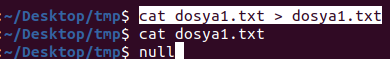 :~/Desktop/tmp$ cat dosya1.txt > dosya1.txt
:~/Desktop/tmp$ cat dosya1.txt
:~/Desktop/tmp$ null